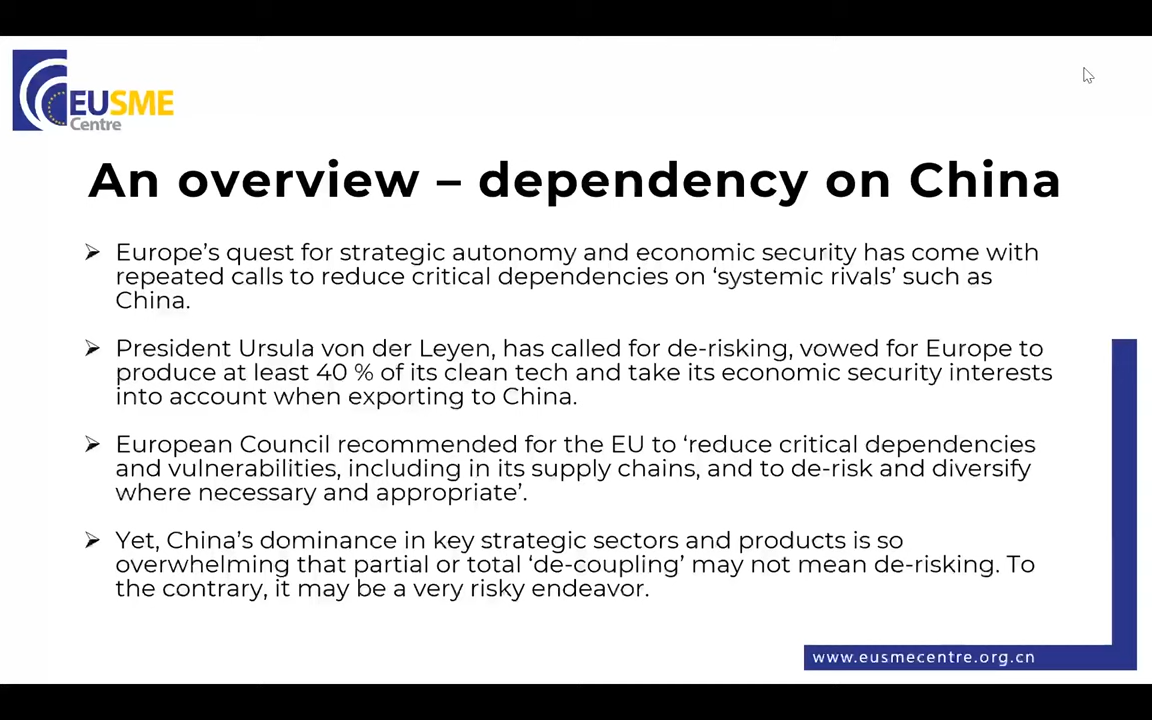 EUSME
Centre
An overview – dependency on China
➢ Europe’s quest for strategic autonomy and economic security has come with
repeated calls to reduce critical dependencies on ‘systemic rivals’ such as
China.
➢ President Ursula von der Leyen, has called for de-risking, vowed for Europe to
produce at least 40 % of its clean tech and take its economic security interests
into account when exporting to China.
➢ European Council recommended for the EU to ‘reduce critical dependencies
and vulnerabilities, including in its supply chains, and to de-risk and diversify
where necessary and appropriate’.
➢ Yet, China’s dominance in key strategic sectors and products is so
overwhelming that partial or total ‘de-coupling’ may not mean de-risking. To
the contrary, it may be a very risky endeavor.
www.eusmecentre.org.cn